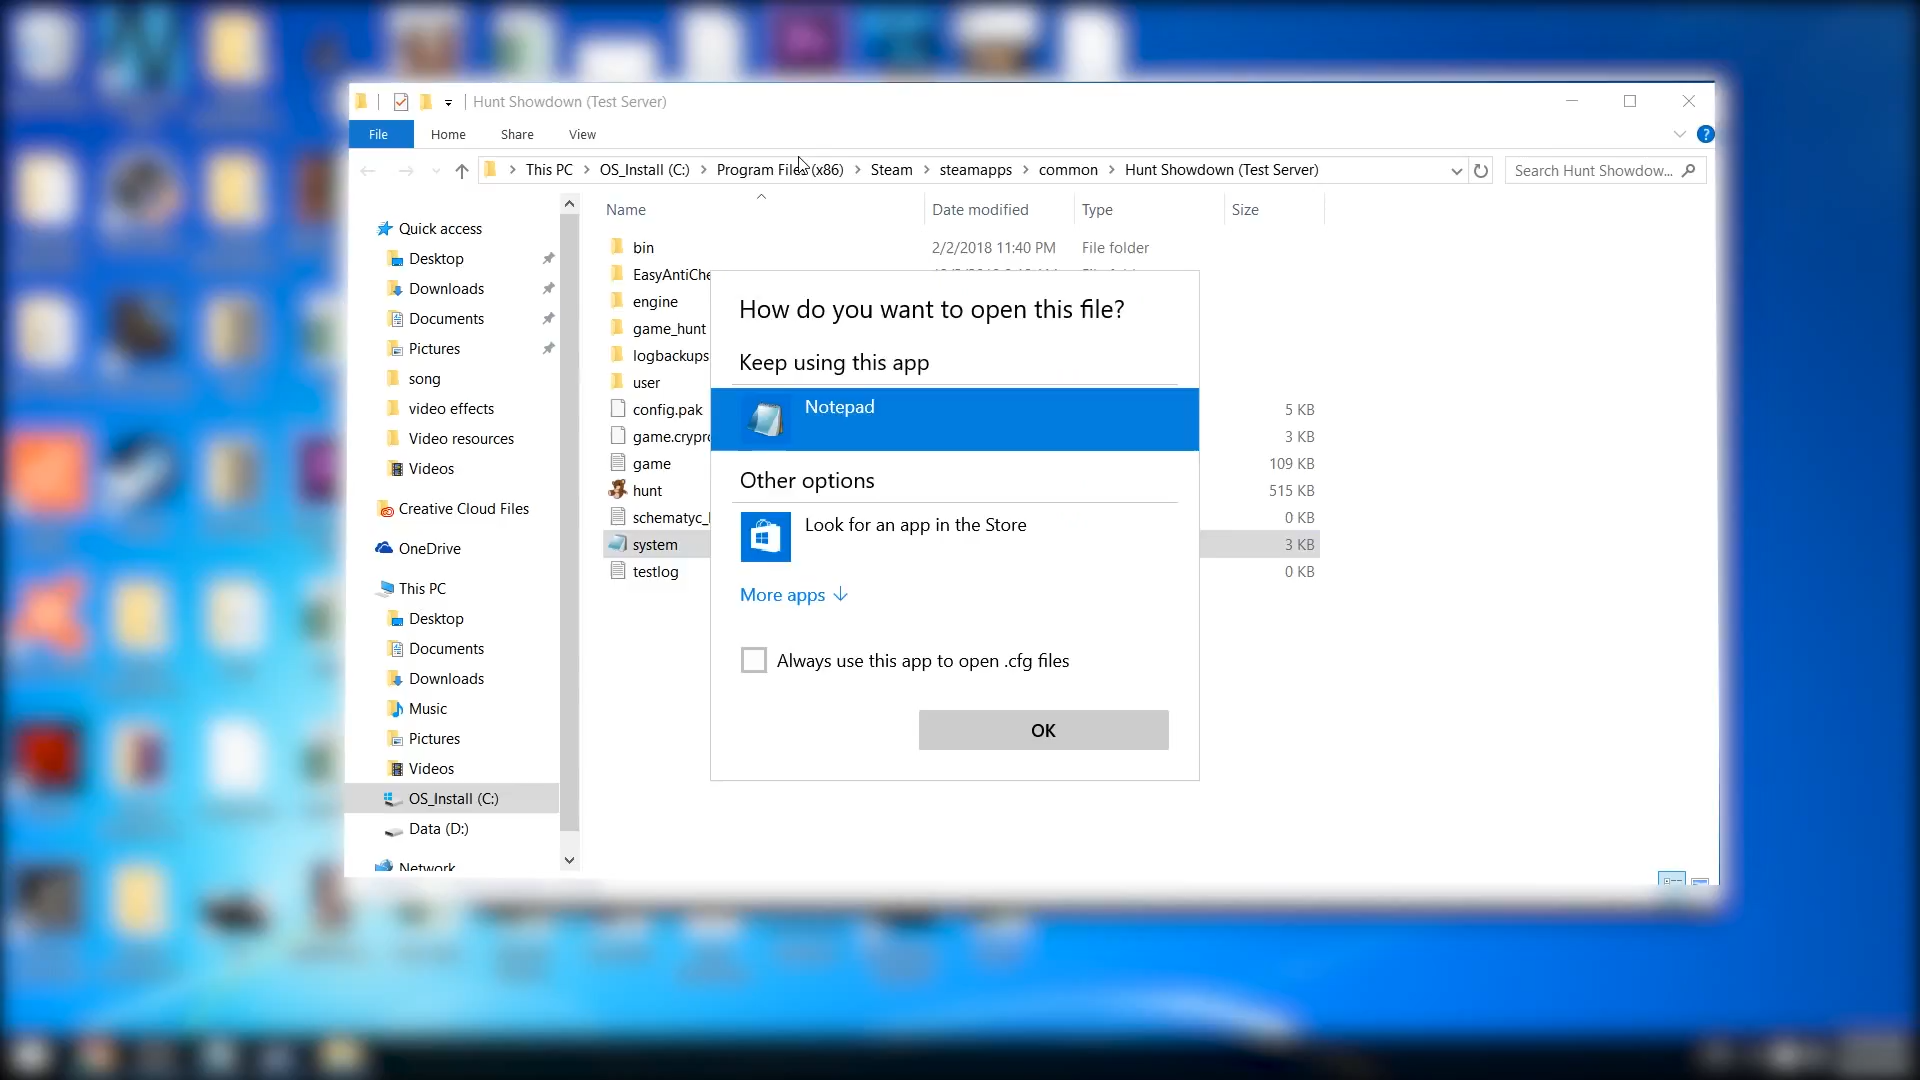 Hunt Showdown (Test Server)
File Home Share View
This PC OS_Install (C:) Program Files (x86) Steam steamapps common Hunt Showdown (Test Server)
Search Hunt Showdow...
Name Date modified Type Size
Quick access
Desktop
Downloads
Documents
Pictures
song
video effects
Video resources
Videos
Creative Cloud Files
OneDrive
This PC
Desktop
Documents
Downloads
Music
Pictures
Videos
OS_Install (C:)
Data (D:)
Network
bin 2/2/2018 11:40 PM File folder
EasyAntiChe
engine
game_hunt
logbackups
user
config.pak 5 KB
game.crypr 3 KB
game 109 KB
hunt 515 KB
schematyc_ 0 KB
system 3 KB
testlog 0 KB
How do you want to open this file?
Keep using this app
Notepad
Other options
Look for an app in the Store
More apps
Always use this app to open .cfg files
OK